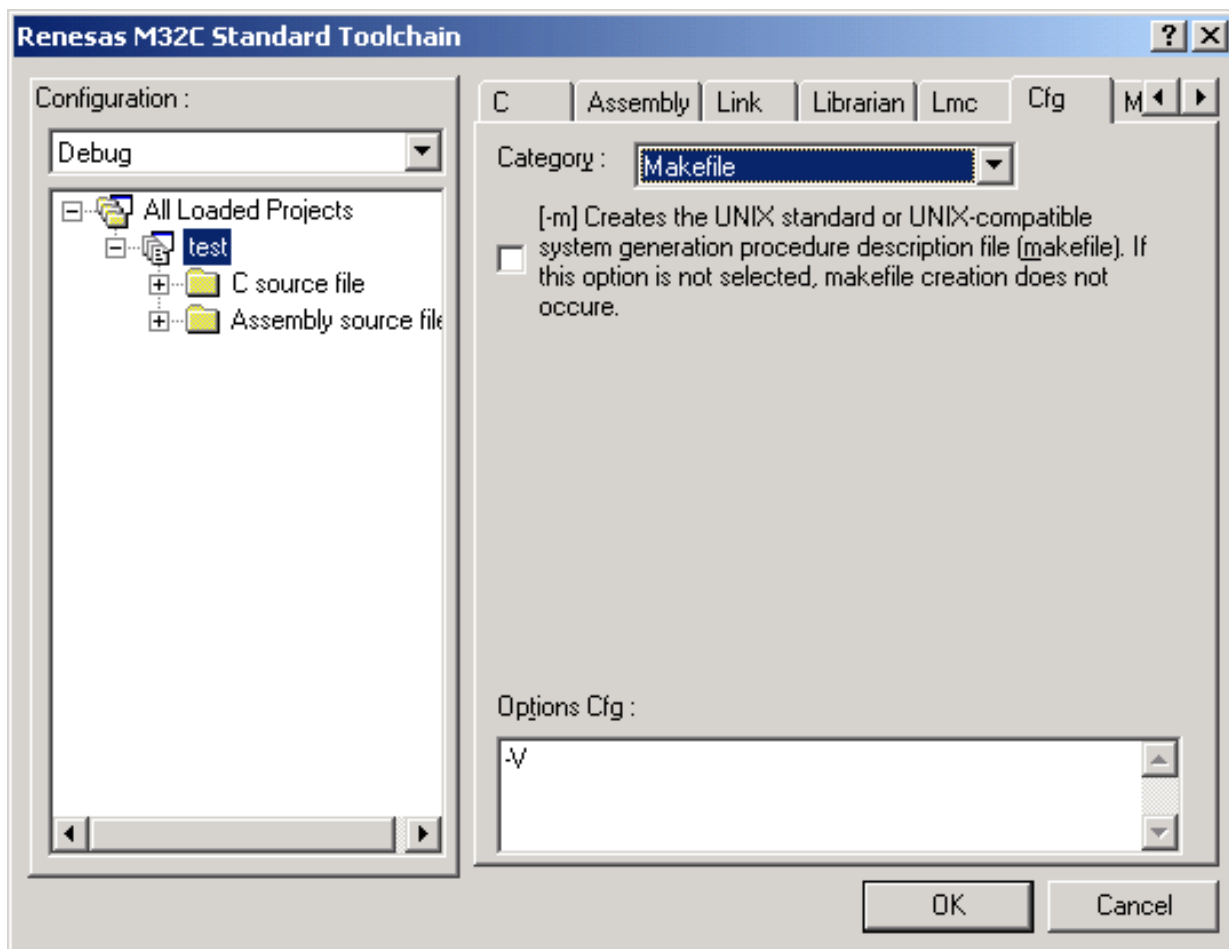 Renesas M32C Standard Toolchain
Configuration :
Debug
All Loaded Projects
test
C source file
Assembly source file
C Assembly Link Librarian Lmc Cfg M
Category : Makefile
[-m] Creates the UNIX standard or UNIX-compatible
system generation procedure description file (makefile). If
this option is not selected, makefile creation does not
occure.
Options Cfg :
-V
OK Cancel